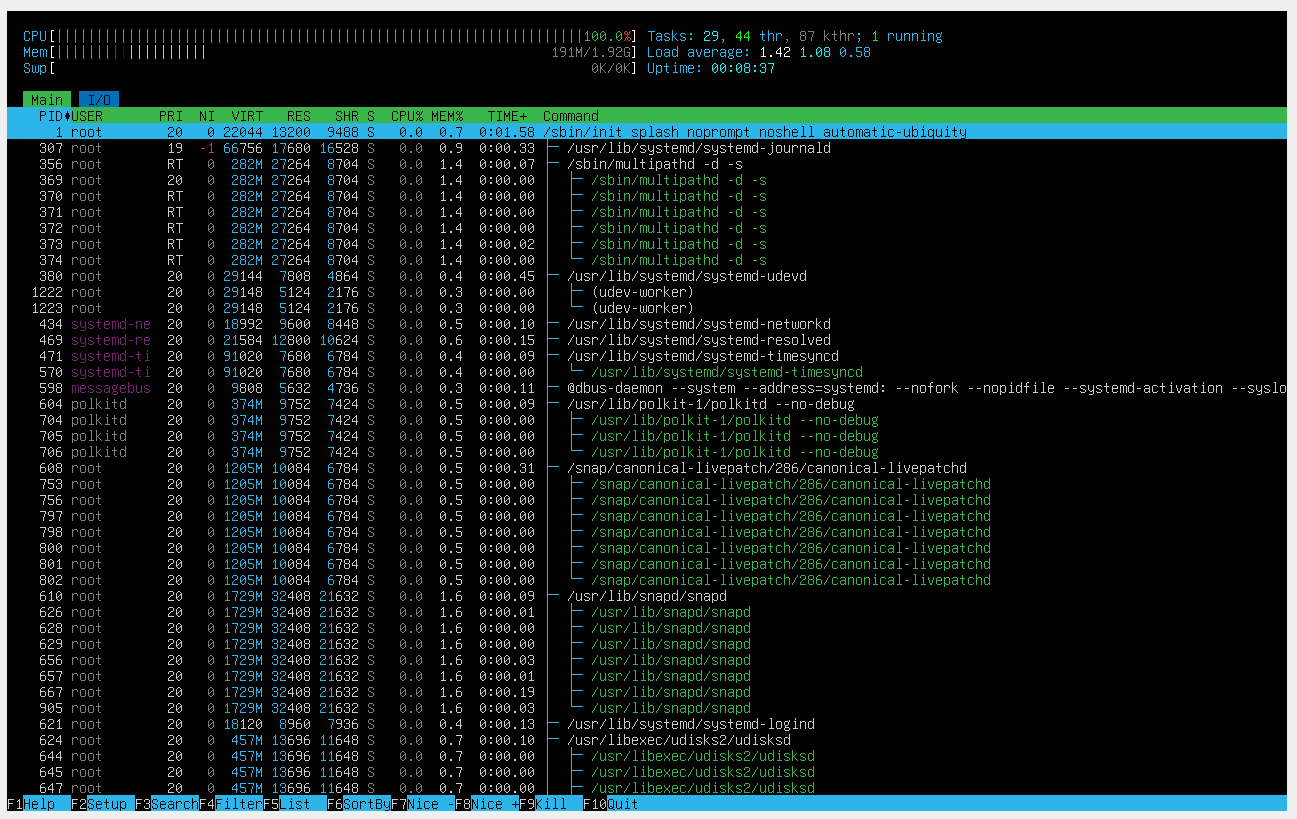 CPU[||||||||||||||||||||||||||||||||||||||||||||||||||||||||||||||||||100.0%] Tasks: 29, 44 thr, 87 kthr; 1 running
Mem[||||||||||||||||||| 191M/1.92G] Load average: 1.42 1.08 0.58
Swp[ 0K/0K] Uptime: 00:08:37
Main I/O
PID USER PRI NI VIRT RES SHR S CPU% MEM% TIME+ Command
1 root 20 0 22044 13200 9488 S 0.0 0.7 0:01.58 /sbin/init splash noprompt noshell automatic-ubiquity
307 root 19 -1 66756 17680 16528 S 0.0 0.9 0:00.33 /usr/lib/systemd/systemd-journald
356 root RT 0 282M 27264 8704 S 0.0 1.4 0:00.07 /sbin/multipathd -d -s
369 root 20 0 282M 27264 8704 S 0.0 1.4 0:00.00 /sbin/multipathd -d -s
370 root RT 0 282M 27264 8704 S 0.0 1.4 0:00.00 /sbin/multipathd -d -s
371 root RT 0 282M 27264 8704 S 0.0 1.4 0:00.00 /sbin/multipathd -d -s
372 root RT 0 282M 27264 8704 S 0.0 1.4 0:00.00 /sbin/multipathd -d -s
373 root RT 0 282M 27264 8704 S 0.0 1.4 0:00.02 /sbin/multipathd -d -s
374 root RT 0 282M 27264 8704 S 0.0 1.4 0:00.00 /sbin/multipathd -d -s
380 root 20 0 29144 7808 4864 S 0.0 0.4 0:00.45 /usr/lib/systemd/systemd-udevd
1222 root 20 0 29148 5124 2176 S 0.0 0.3 0:00.00 (udev-worker)
1223 root 20 0 29148 5124 2176 S 0.0 0.3 0:00.00 (udev-worker)
434 systemd-ne 20 0 18992 9600 8448 S 0.0 0.5 0:00.10 /usr/lib/systemd/systemd-networkd
469 systemd-re 20 0 21584 12800 10624 S 0.0 0.6 0:00.15 /usr/lib/systemd/systemd-resolved
471 systemd-ti 20 0 91020 7680 6784 S 0.0 0.4 0:00.09 /usr/lib/systemd/systemd-timesyncd
570 systemd-ti 20 0 91020 7680 6784 S 0.0 0.4 0:00.00 /usr/lib/systemd/systemd-timesyncd
598 messagebus 20 0 9808 5632 4736 S 0.0 0.3 0:00.11 @dbus-daemon --system --address=systemd: --nofork --nopidfile --systemd-activation --syslo
604 polkitd 20 0 374M 9752 7424 S 0.0 0.5 0:00.09 /usr/lib/polkit-1/polkitd --no-debug
704 polkitd 20 0 374M 9752 7424 S 0.0 0.5 0:00.00 /usr/lib/polkit-1/polkitd --no-debug
705 polkitd 20 0 374M 9752 7424 S 0.0 0.5 0:00.00 /usr/lib/polkit-1/polkitd --no-debug
706 polkitd 20 0 374M 9752 7424 S 0.0 0.5 0:00.00 /usr/lib/polkit-1/polkitd --no-debug
608 root 20 0 1205M 10084 6784 S 0.0 0.5 0:00.31 /snap/canonical-livepatch/286/canonical-livepatchd
753 root 20 0 1205M 10084 6784 S 0.0 0.5 0:00.00 /snap/canonical-livepatch/286/canonical-livepatchd
756 root 20 0 1205M 10084 6784 S 0.0 0.5 0:00.00 /snap/canonical-livepatch/286/canonical-livepatchd
797 root 20 0 1205M 10084 6784 S 0.0 0.5 0:00.00 /snap/canonical-livepatch/286/canonical-livepatchd
798 root 20 0 1205M 10084 6784 S 0.0 0.5 0:00.00 /snap/canonical-livepatch/286/canonical-livepatchd
800 root 20 0 1205M 10084 6784 S 0.0 0.5 0:00.00 /snap/canonical-livepatch/286/canonical-livepatchd
801 root 20 0 1205M 10084 6784 S 0.0 0.5 0:00.00 /snap/canonical-livepatch/286/canonical-livepatchd
802 root 20 0 1205M 10084 6784 S 0.0 0.5 0:00.00 /snap/canonical-livepatch/286/canonical-livepatchd
610 root 20 0 1729M 32408 21632 S 0.0 1.6 0:00.09 /usr/lib/snapd/snapd
626 root 20 0 1729M 32408 21632 S 0.0 1.6 0:00.01 /usr/lib/snapd/snapd
628 root 20 0 1729M 32408 21632 S 0.0 1.6 0:00.00 /usr/lib/snapd/snapd
629 root 20 0 1729M 32408 21632 S 0.0 1.6 0:00.00 /usr/lib/snapd/snapd
656 root 20 0 1729M 32408 21632 S 0.0 1.6 0:00.03 /usr/lib/snapd/snapd
657 root 20 0 1729M 32408 21632 S 0.0 1.6 0:00.01 /usr/lib/snapd/snapd
667 root 20 0 1729M 32408 21632 S 0.0 1.6 0:00.19 /usr/lib/snapd/snapd
905 root 20 0 1729M 32408 21632 S 0.0 1.6 0:00.03 /usr/lib/snapd/snapd
621 root 20 0 18120 8960 7936 S 0.0 0.4 0:00.13 /usr/lib/systemd/systemd-logind
624 root 20 0 457M 13696 11648 S 0.0 0.7 0:00.10 /usr/libexec/udisks2/udisksd
644 root 20 0 457M 13696 11648 S 0.0 0.7 0:00.00 /usr/libexec/udisks2/udisksd
645 root 20 0 457M 13696 11648 S 0.0 0.7 0:00.00 /usr/libexec/udisks2/udisksd
647 root 20 0 457M 13696 11648 S 0.0 0.7 0:00.00 /usr/libexec/udisks2/udisksd
F1Help F2Setup F3SearchF4FilterF5List F6SortByF7Nice -F8Nice +F9Kill F10Quit